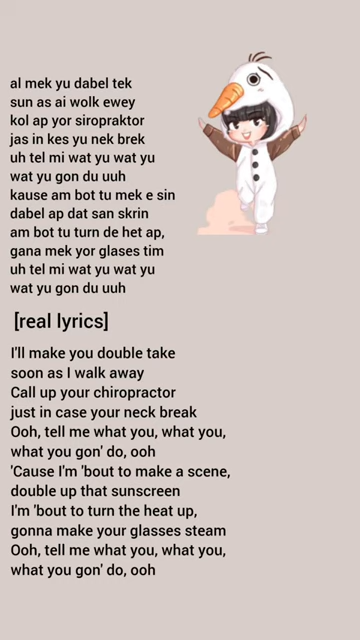 al mek yu dabel tek
sun as ai wolk ewey
kol ap yor siropraktor
jas in kes yu nek brek
uh tel mi wat yu wat yu
wat yu gon du uuh
kause am bot tu mek e sin
dabel ap dat san skrin
am bot tu turn de het ap,
gana mek yor glases tim
uh tel mi wat yu wat yu
wat yu gon du uuh
[real lyrics]
I'll make you double take
soon as I walk away
Call up your chiropractor
just in case your neck break
Ooh, tell me what you, what you,
what you gon' do, ooh
'Cause I'm 'bout to make a scene,
double up that sunscreen
I'm 'bout to turn the heat up,
gonna make your glasses steam
Ooh, tell me what you, what you,
what you gon' do, ooh